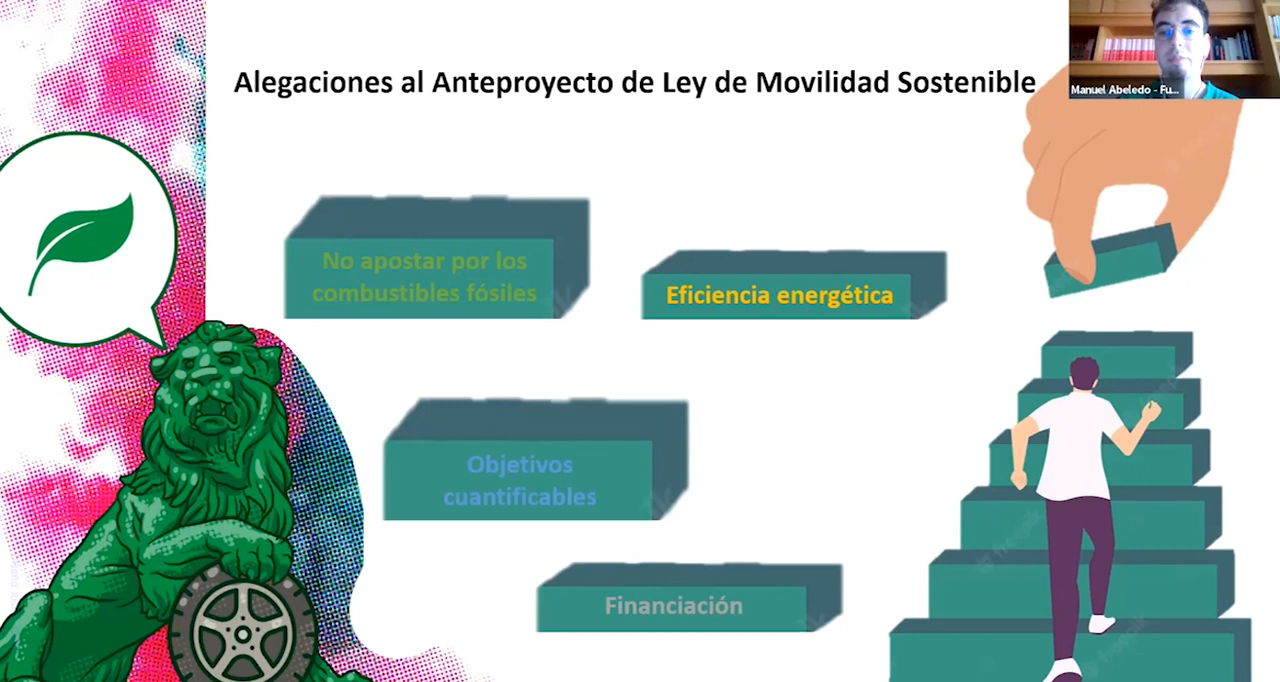 Alegaciones al Anteproyecto de Ley de Movilidad Sostenible
Manuel Abeledo - Fu...
No apostar por los
combustibles fósiles
Eficiencia energética
Objetivos
cuantificables
Financiación